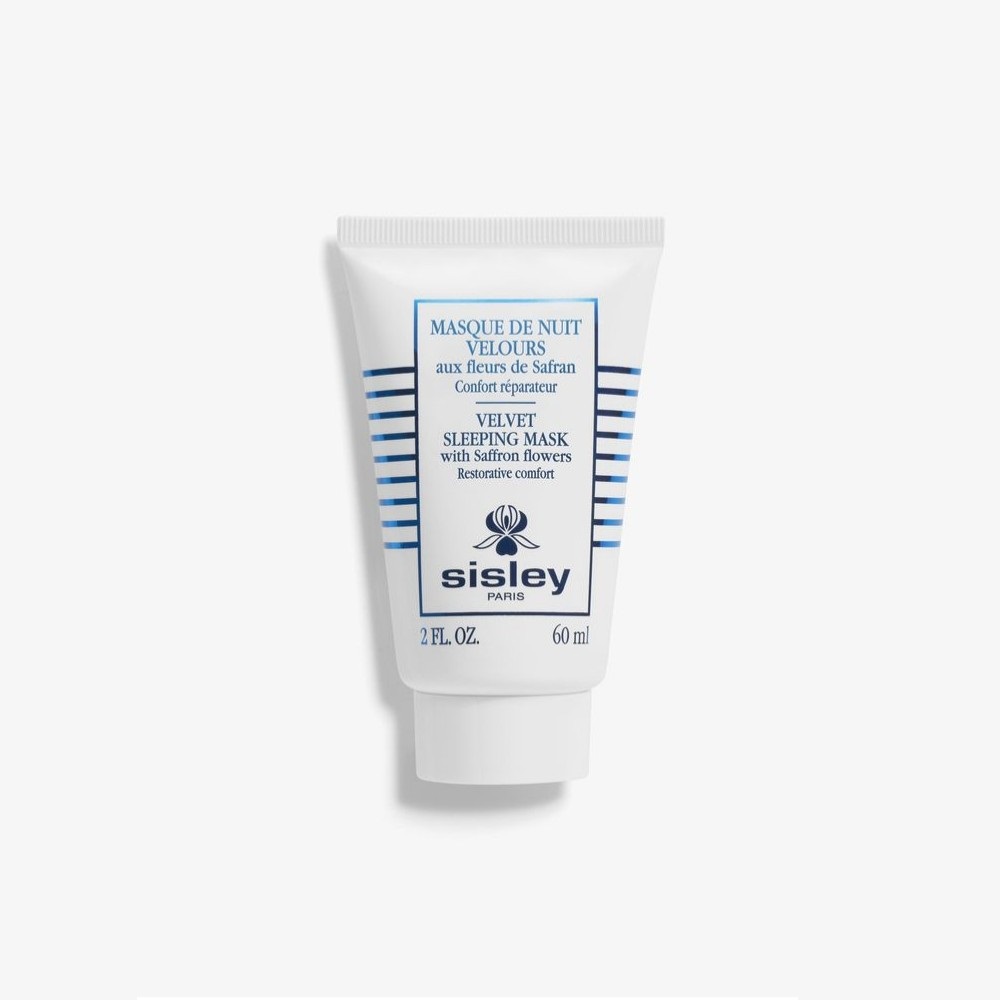 MASQUE DE NUIT
VELOURS
aux fleurs de Safran
Confort réparateur
VELVET
SLEEPING MASK
with Saffron flowers
Restorative comfort
sisley
PARIS
2 FL. OZ. 60 ml